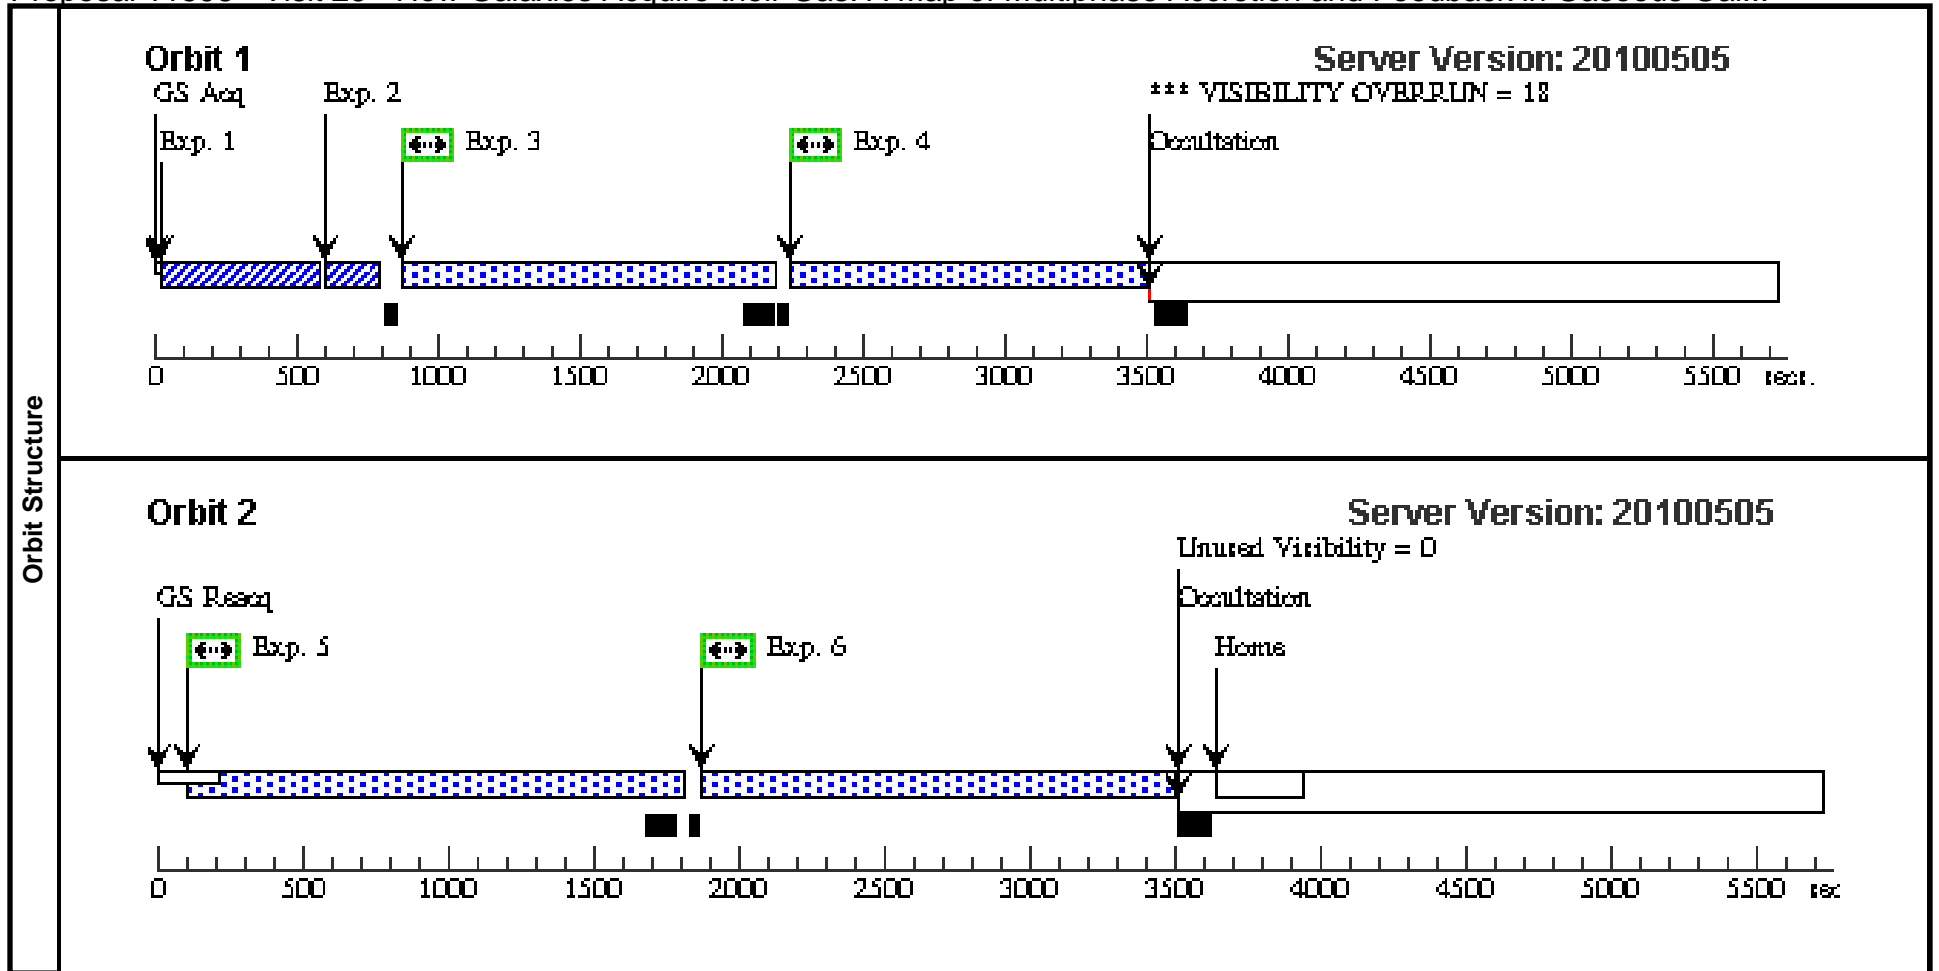 Orbit Structure
Orbit 1
Server Version: 20100505
GS Acq
Exp. 2
*** VISIBILITY OVERRUN = 18
Exp. 1
Exp. 3
Exp. 4
Occultation
0 500 1000 1500 2000 2500 3000 3500 4000 4500 5000 5500 secs.
Orbit 2
Server Version: 20100505
Unused Visibility = 0
GS Reacq
Occultation
Exp. 5
Exp. 6
Home
0 500 1000 1500 2000 2500 3000 3500 4000 4500 5000 5500 sec